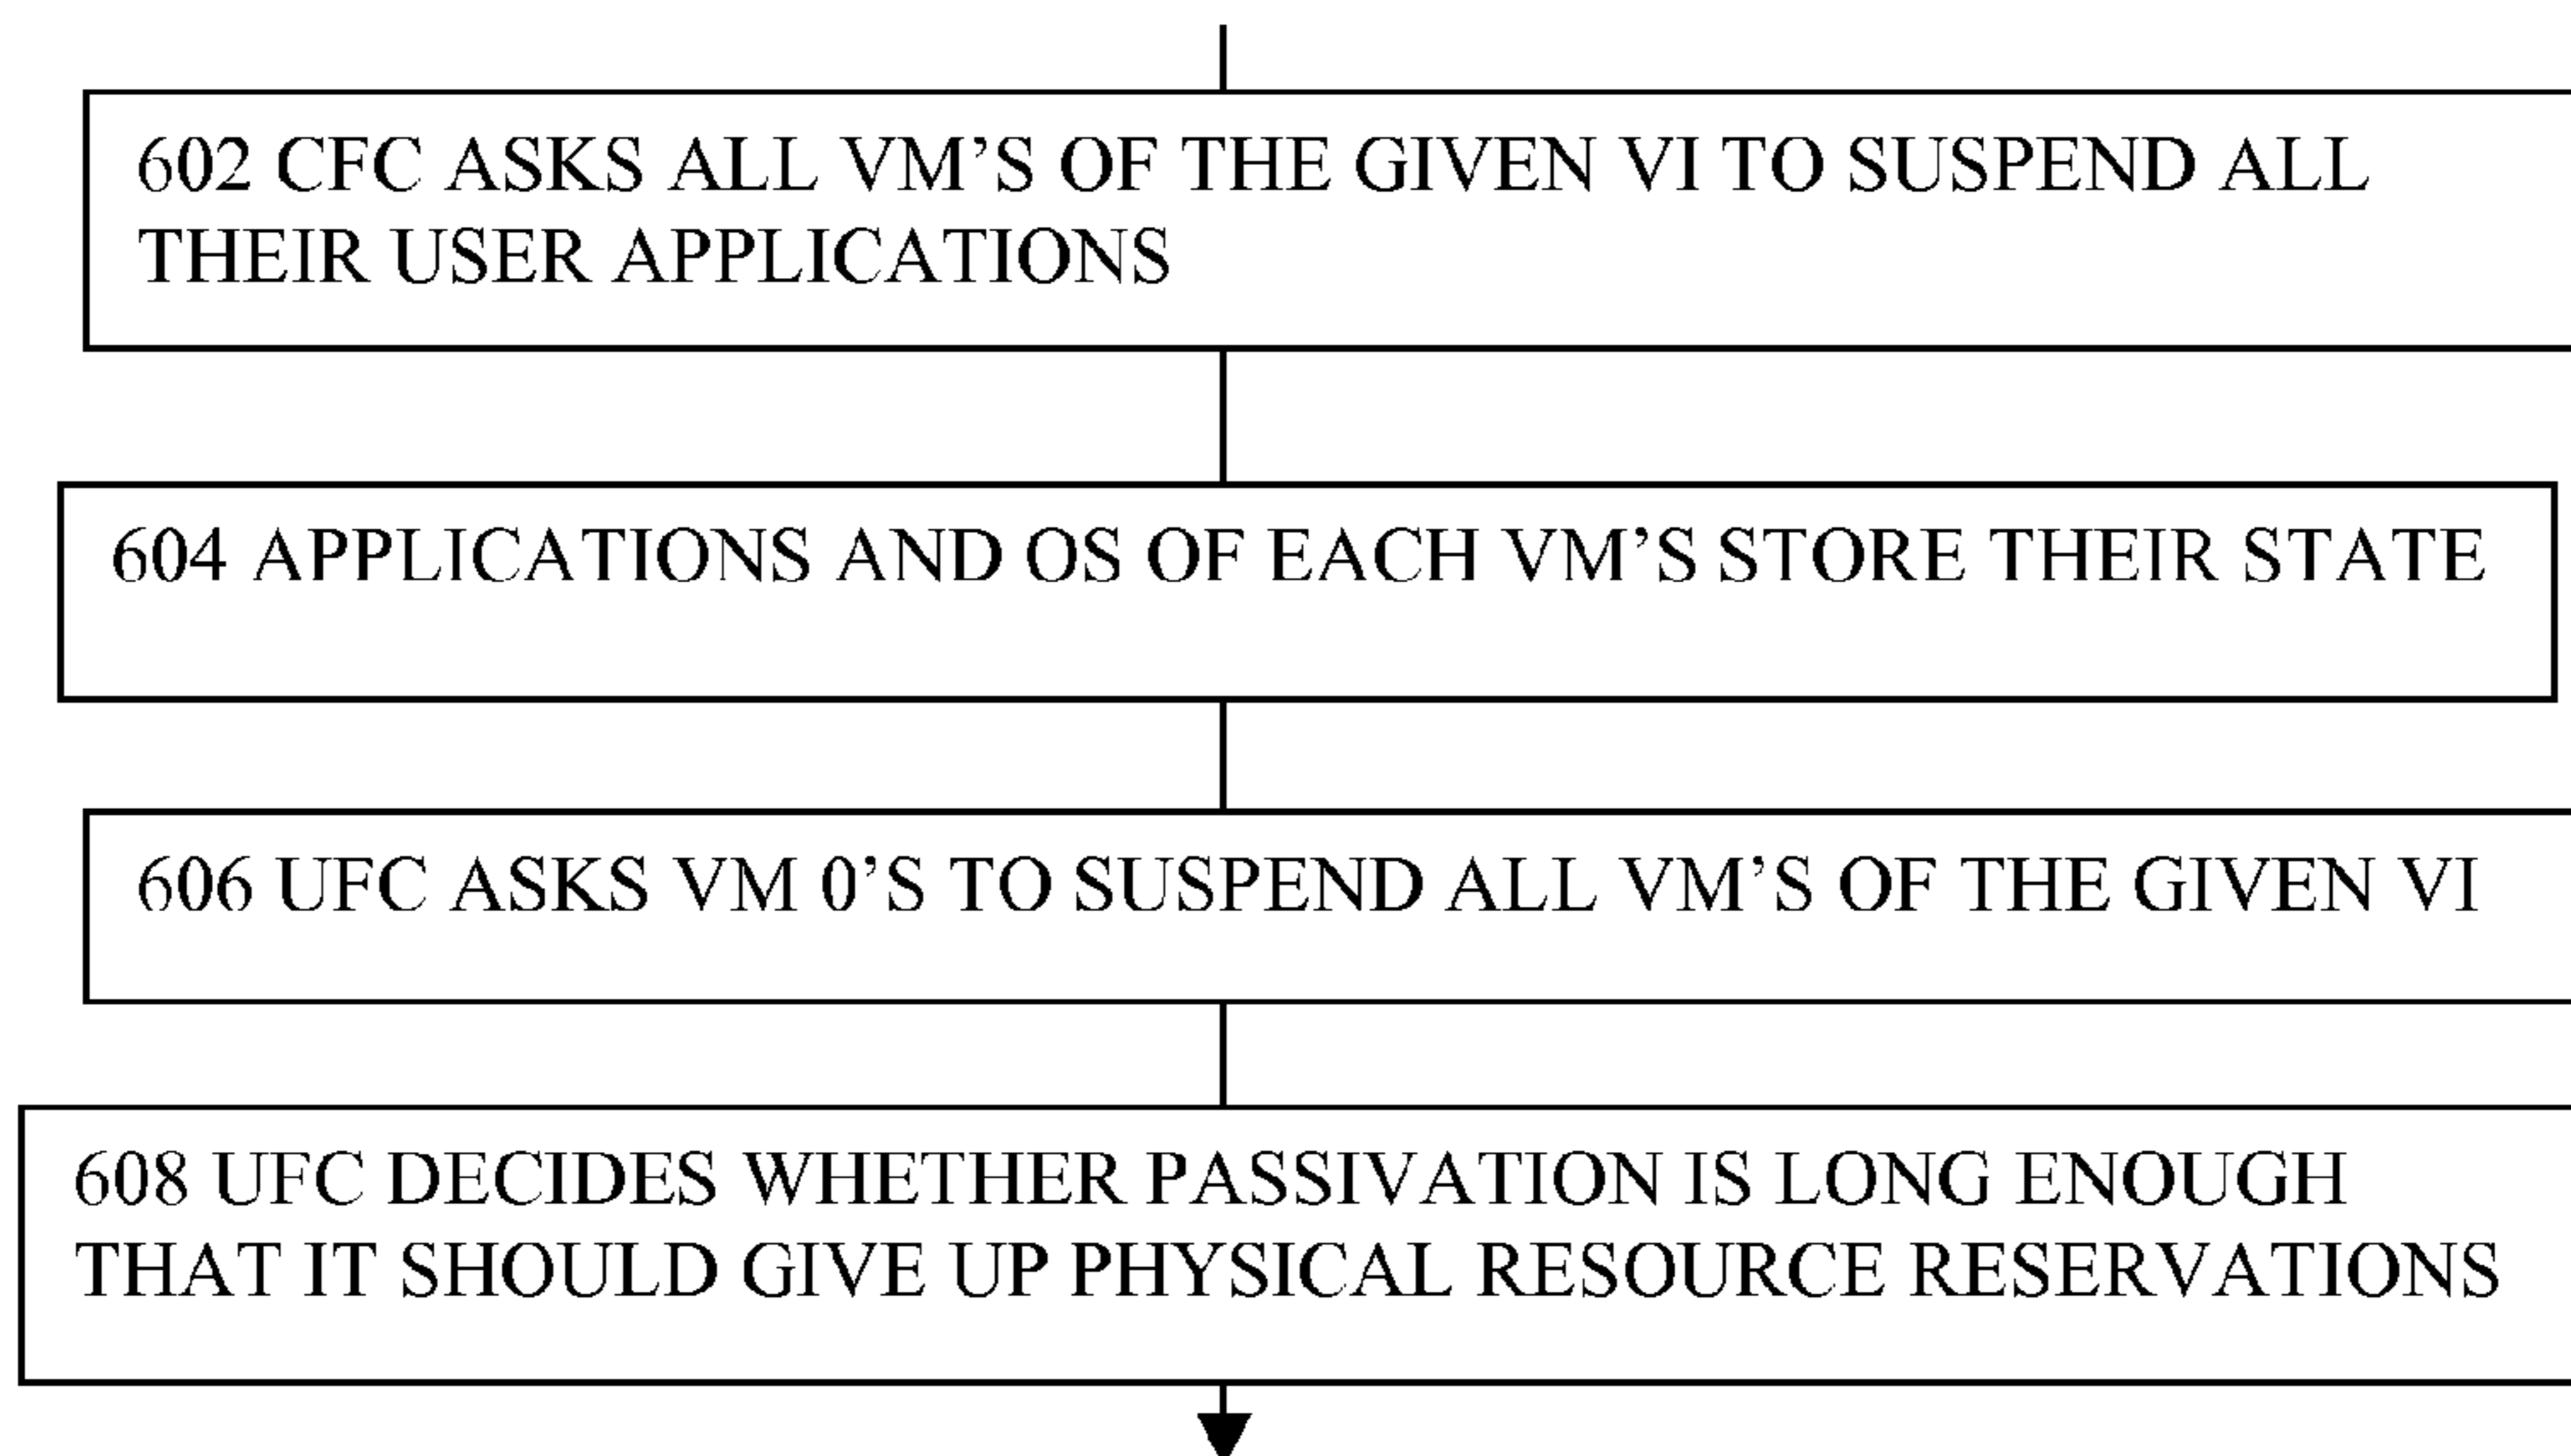 602 CFC ASKS ALL VM'S OF THE GIVEN VI TO SUSPEND ALL
THEIR USER APPLICATIONS
604 APPLICATIONS AND OS OF EACH VM'S STORE THEIR STATE
606 UFC ASKS VM 0'S TO SUSPEND ALL VM'S OF THE GIVEN VI
608 UFC DECIDES WHETHER PASSIVATION IS LONG ENOUGH
THAT IT SHOULD GIVE UP PHYSICAL RESOURCE RESERVATIONS